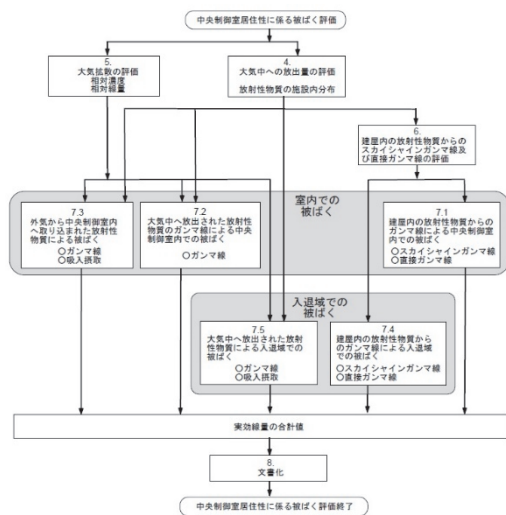 中央制御室居住性に係る被ばく評価
5.
大気拡散の評価
相対濃度
相対線量
4.
大気中への放出量の評価
放射性物質の施設内分布
6.
建屋内の放射性物質からの
スカイシャインガンマ線及
び直接ガンマ線の評価
室内での
被ばく
7.3
外気から中央制御室内
へ取り込まれた放射性
物質による被ばく
○ガンマ線
○吸入摂取
7.2
大気中へ放出された放射性
物質のガンマ線による中央
制御室内での被ばく
○ガンマ線
7.1
建屋内の放射性物質からの
ガンマ線による中央制御室
内での被ばく
○スカイシャインガンマ線
○直接ガンマ線
入退域での
被ばく
7.5
大気中へ放出された放射
性物質による入退域での
被ばく
○ガンマ線
○吸入摂取
7.4
建屋内の放射性物質から
のガンマ線による入退域
での被ばく
○スカイシャインガンマ線
○直接ガンマ線
実効線量の合計値
8.
文書化
中央制御室居住性に係る被ばく評価終了